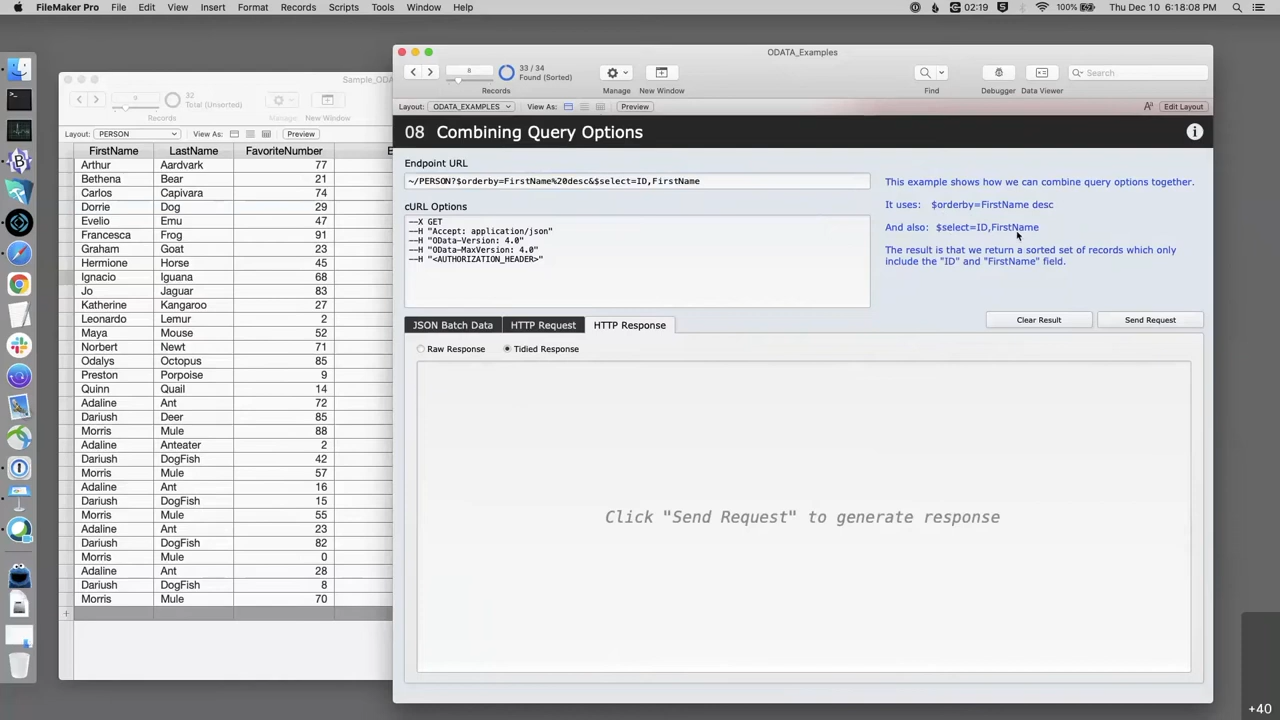 FileMaker Pro File Edit View Insert Format Records Scripts Tools Window Help 02:19 100% Thu Dec 10 6:18:08 PM
Sample_ODA
9 32 Total (Unsorted)
Records Manage New Window
Layout: PERSON View As: Preview
FirstName LastName FavoriteNumber E
Arthur Aardvark 77
Bethena Bear 21
Carlos Capivara 74
Dorrie Dog 29
Evelio Emu 47
Francesca Frog 91
Graham Goat 23
Hermione Horse 45
Ignacio Iguana 68
Jo Jaguar 83
Katherine Kangaroo 27
Leonardo Lemur 2
Maya Mouse 52
Norbert Newt 71
Odalys Octopus 85
Preston Porpoise 9
Quinn Quail 14
Adaline Ant 72
Dariush Deer 85
Morris Mule 88
Adaline Anteater 2
Dariush DogFish 42
Morris Mule 57
Adaline Ant 16
Dariush DogFish 15
Morris Mule 55
Adaline Ant 23
Dariush DogFish 82
Morris Mule 0
Adaline Ant 28
Dariush DogFish 8
Morris Mule 70
ODATA_Examples
8 33 / 34 Found (Sorted) Search
Records Manage New Window Find Debugger Data Viewer
Layout: ODATA_EXAMPLES View As: Preview Edit Layout
08 Combining Query Options
Endpoint URL
~/PERSON?$orderby=FirstName%20desc&$select=ID,FirstName
cURL Options
--X GET
--H "Accept: application/json"
--H "OData-Version: 4.0"
--H "OData-MaxVersion: 4.0"
--H "<AUTHORIZATION_HEADER>"
This example shows how we can combine query options together.
It uses: $orderby=FirstName desc
And also: $select=ID,FirstName
The result is that we return a sorted set of records which only
include the "ID" and "FirstName" field.
JSON Batch Data HTTP Request HTTP Response Clear Result Send Request
Raw Response Tidied Response
Click "Send Request" to generate response
+40